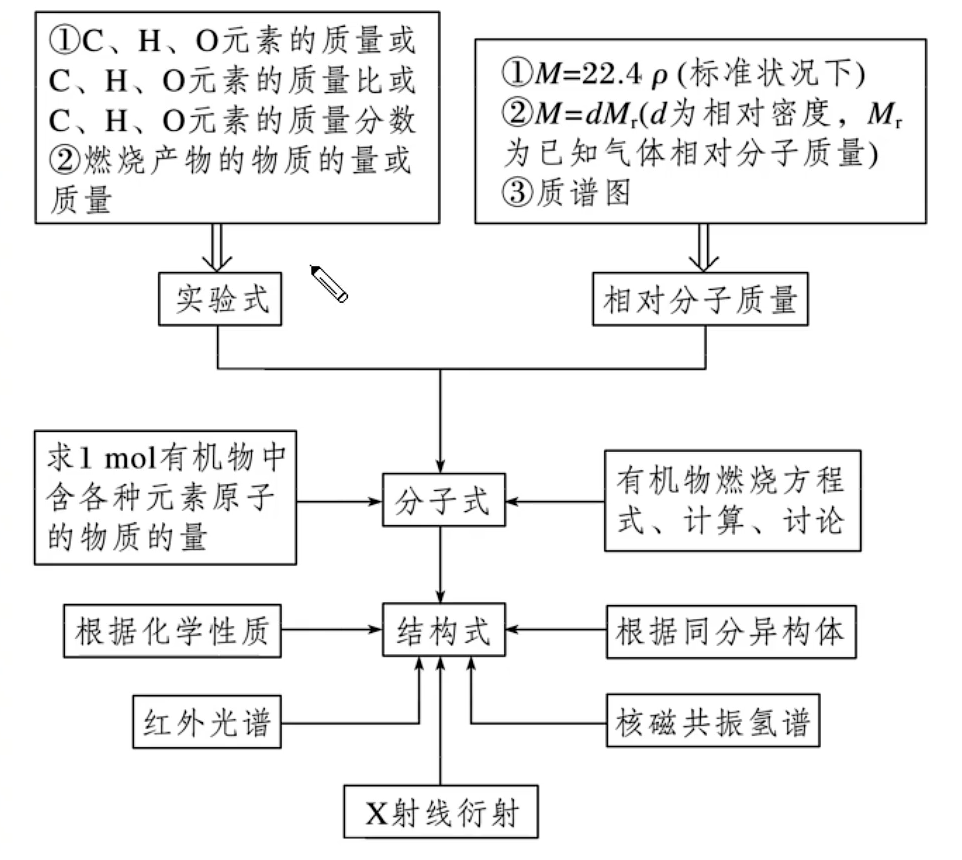 ①C、H、O元素的质量或
C、H、O元素的质量比或
C、H、O元素的质量分数
②燃烧产物的物质的量或
质量
①M=22.4 ρ (标准状况下)
②M=dMr(d为相对密度，Mr
为已知气体相对分子质量)
③质谱图
实验式
相对分子质量
求1 mol有机物中
含各种元素原子
的物质的量
分子式
有机物燃烧方程
式、计算、讨论
根据化学性质
结构式
根据同分异构体
红外光谱
核磁共振氢谱
X射线衍射